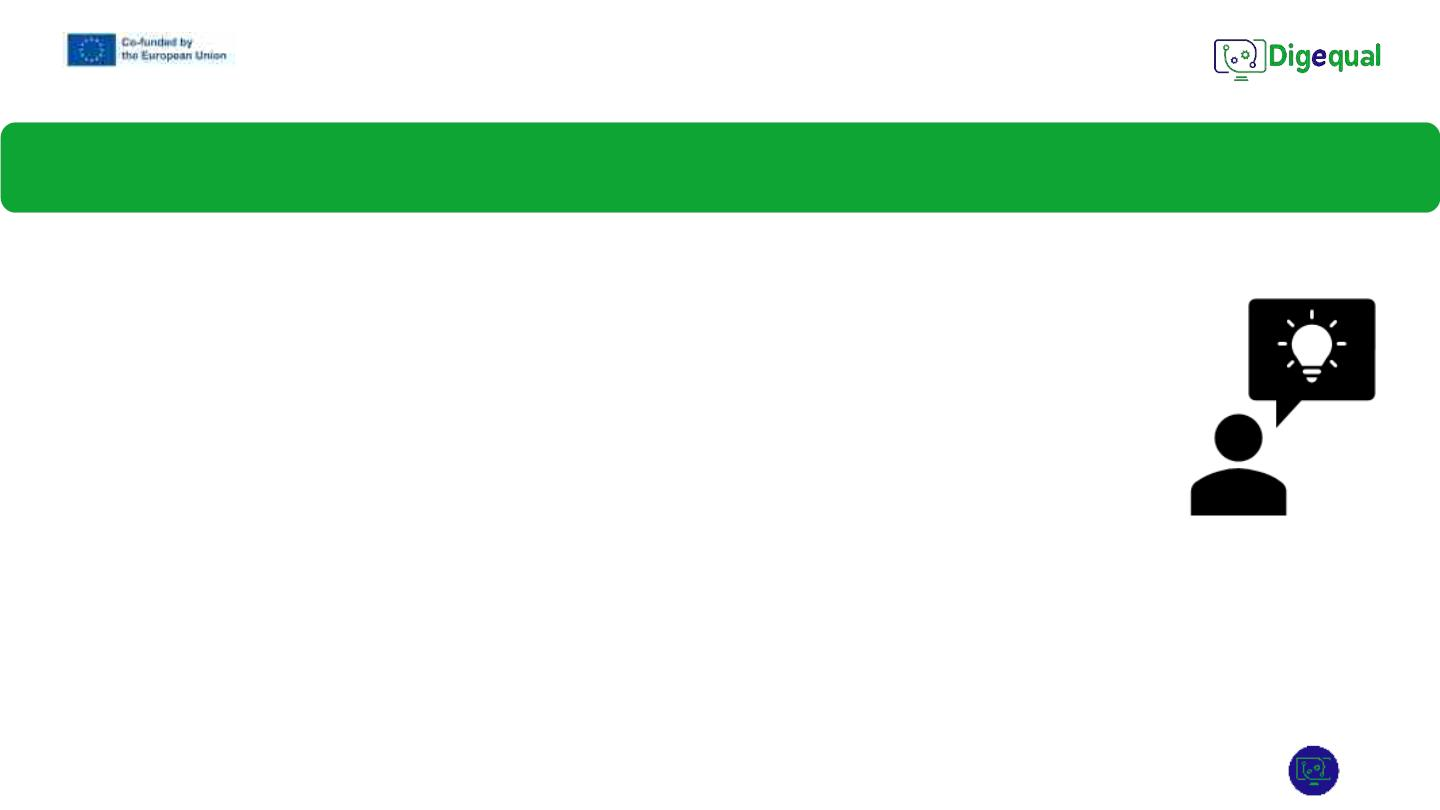 Co-funded by
the European Union
Digequal